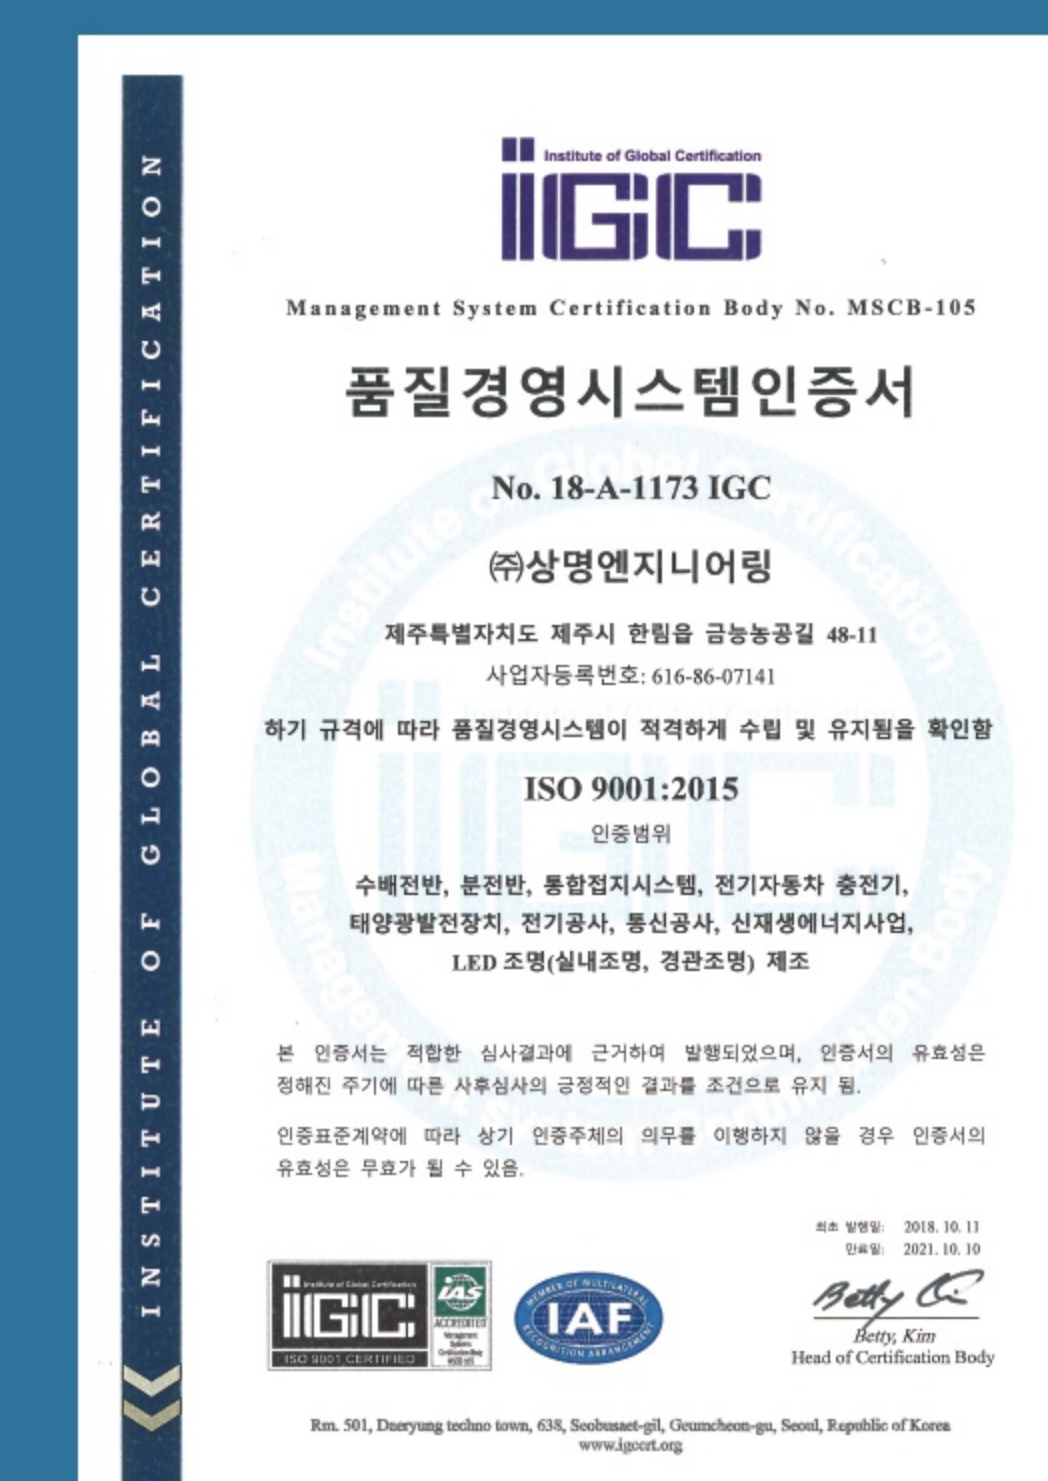 INSTITUTE OF GLOBAL CERTIFICATION
Institute of Global Certification
iGC
Management System Certification Body No. MSCB-105
품질경영시스템인증서
No. 18-A-1173 IGC
㈜상명엔지니어링
제주특별자치도 제주시 한림읍 금능농공길 48-11
사업자등록번호: 616-86-07141
하기 규격에 따라 품질경영시스템이 적격하게 수립 및 유지됨을 확인함
ISO 9001:2015
인증범위
수배전반, 분전반, 통합접지시스템, 전기자동차 충전기,
태양광발전장치, 전기공사, 통신공사, 신재생에너지사업,
LED 조명(실내조명, 경관조명) 제조
본 인증서는 적합한 심사결과에 근거하여 발행되었으며, 인증서의 유효성은
정해진 주기에 따른 사후심사의 긍정적인 결과를 조건으로 유지 됨.
인증표준계약에 따라 상기 인증주체의 의무를 이행하지 않을 경우 인증서의
유효성은 무효가 될 수 있음.
최초 발행일: 2018. 10. 11
만료일: 2021. 10. 10
Institute of Global Certification
iGC
ISO 9001 CERTIFIED
IAS
ACCREDITED
Management
Systems
Certification Body
MSCB-105
MEMBER OF MULTILATERAL
IAF
RECOGNITION ARRANGEMENT
Betty, Kim
Head of Certification Body
Rm. 501, Daeryung techno town, 638, Seobusaet-gil, Geumcheon-gu, Seoul, Republic of Korea
www.igcert.org